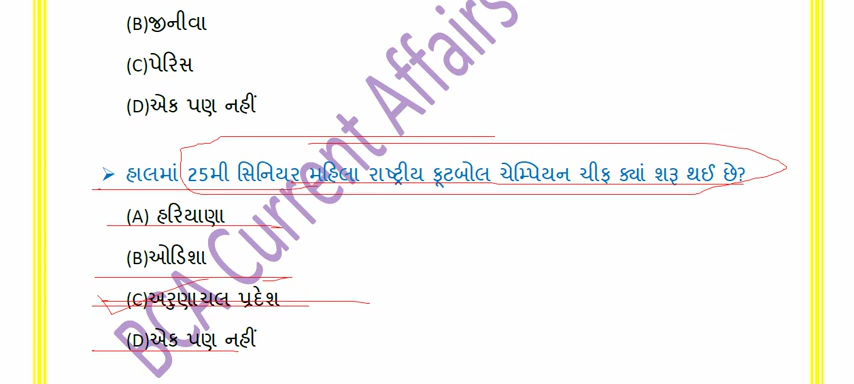 (B)જીનીવા
(C)પેરિસ
(D)એક પણ નહીં
➢ હાલમાં 25મી સિનિયર મહિલા રાષ્ટ્રીય ફૂટબોલ ચેમ્પિયન ચીફ ક્યાં શરૂ થઈ છે?
(A) હરિયાણા
(B)ઓડિશા
(C)અરુણાચલ પ્રદેશ
(D)એક પણ નહીં
BCA Current Affairs